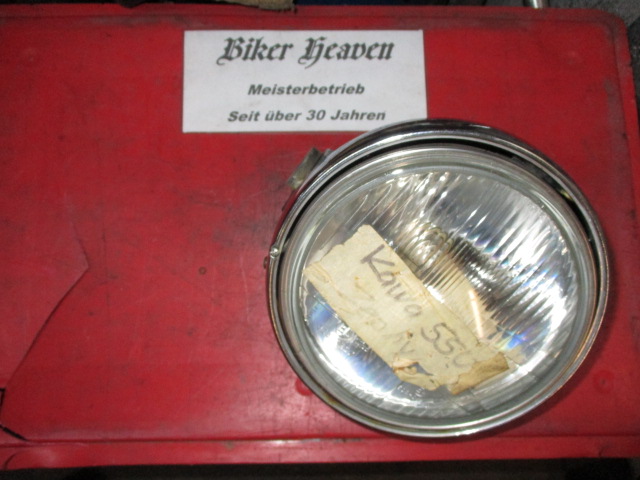 Biker Heaven
Meisterbetrieb
Seit über 30 Jahren
Kawa 550